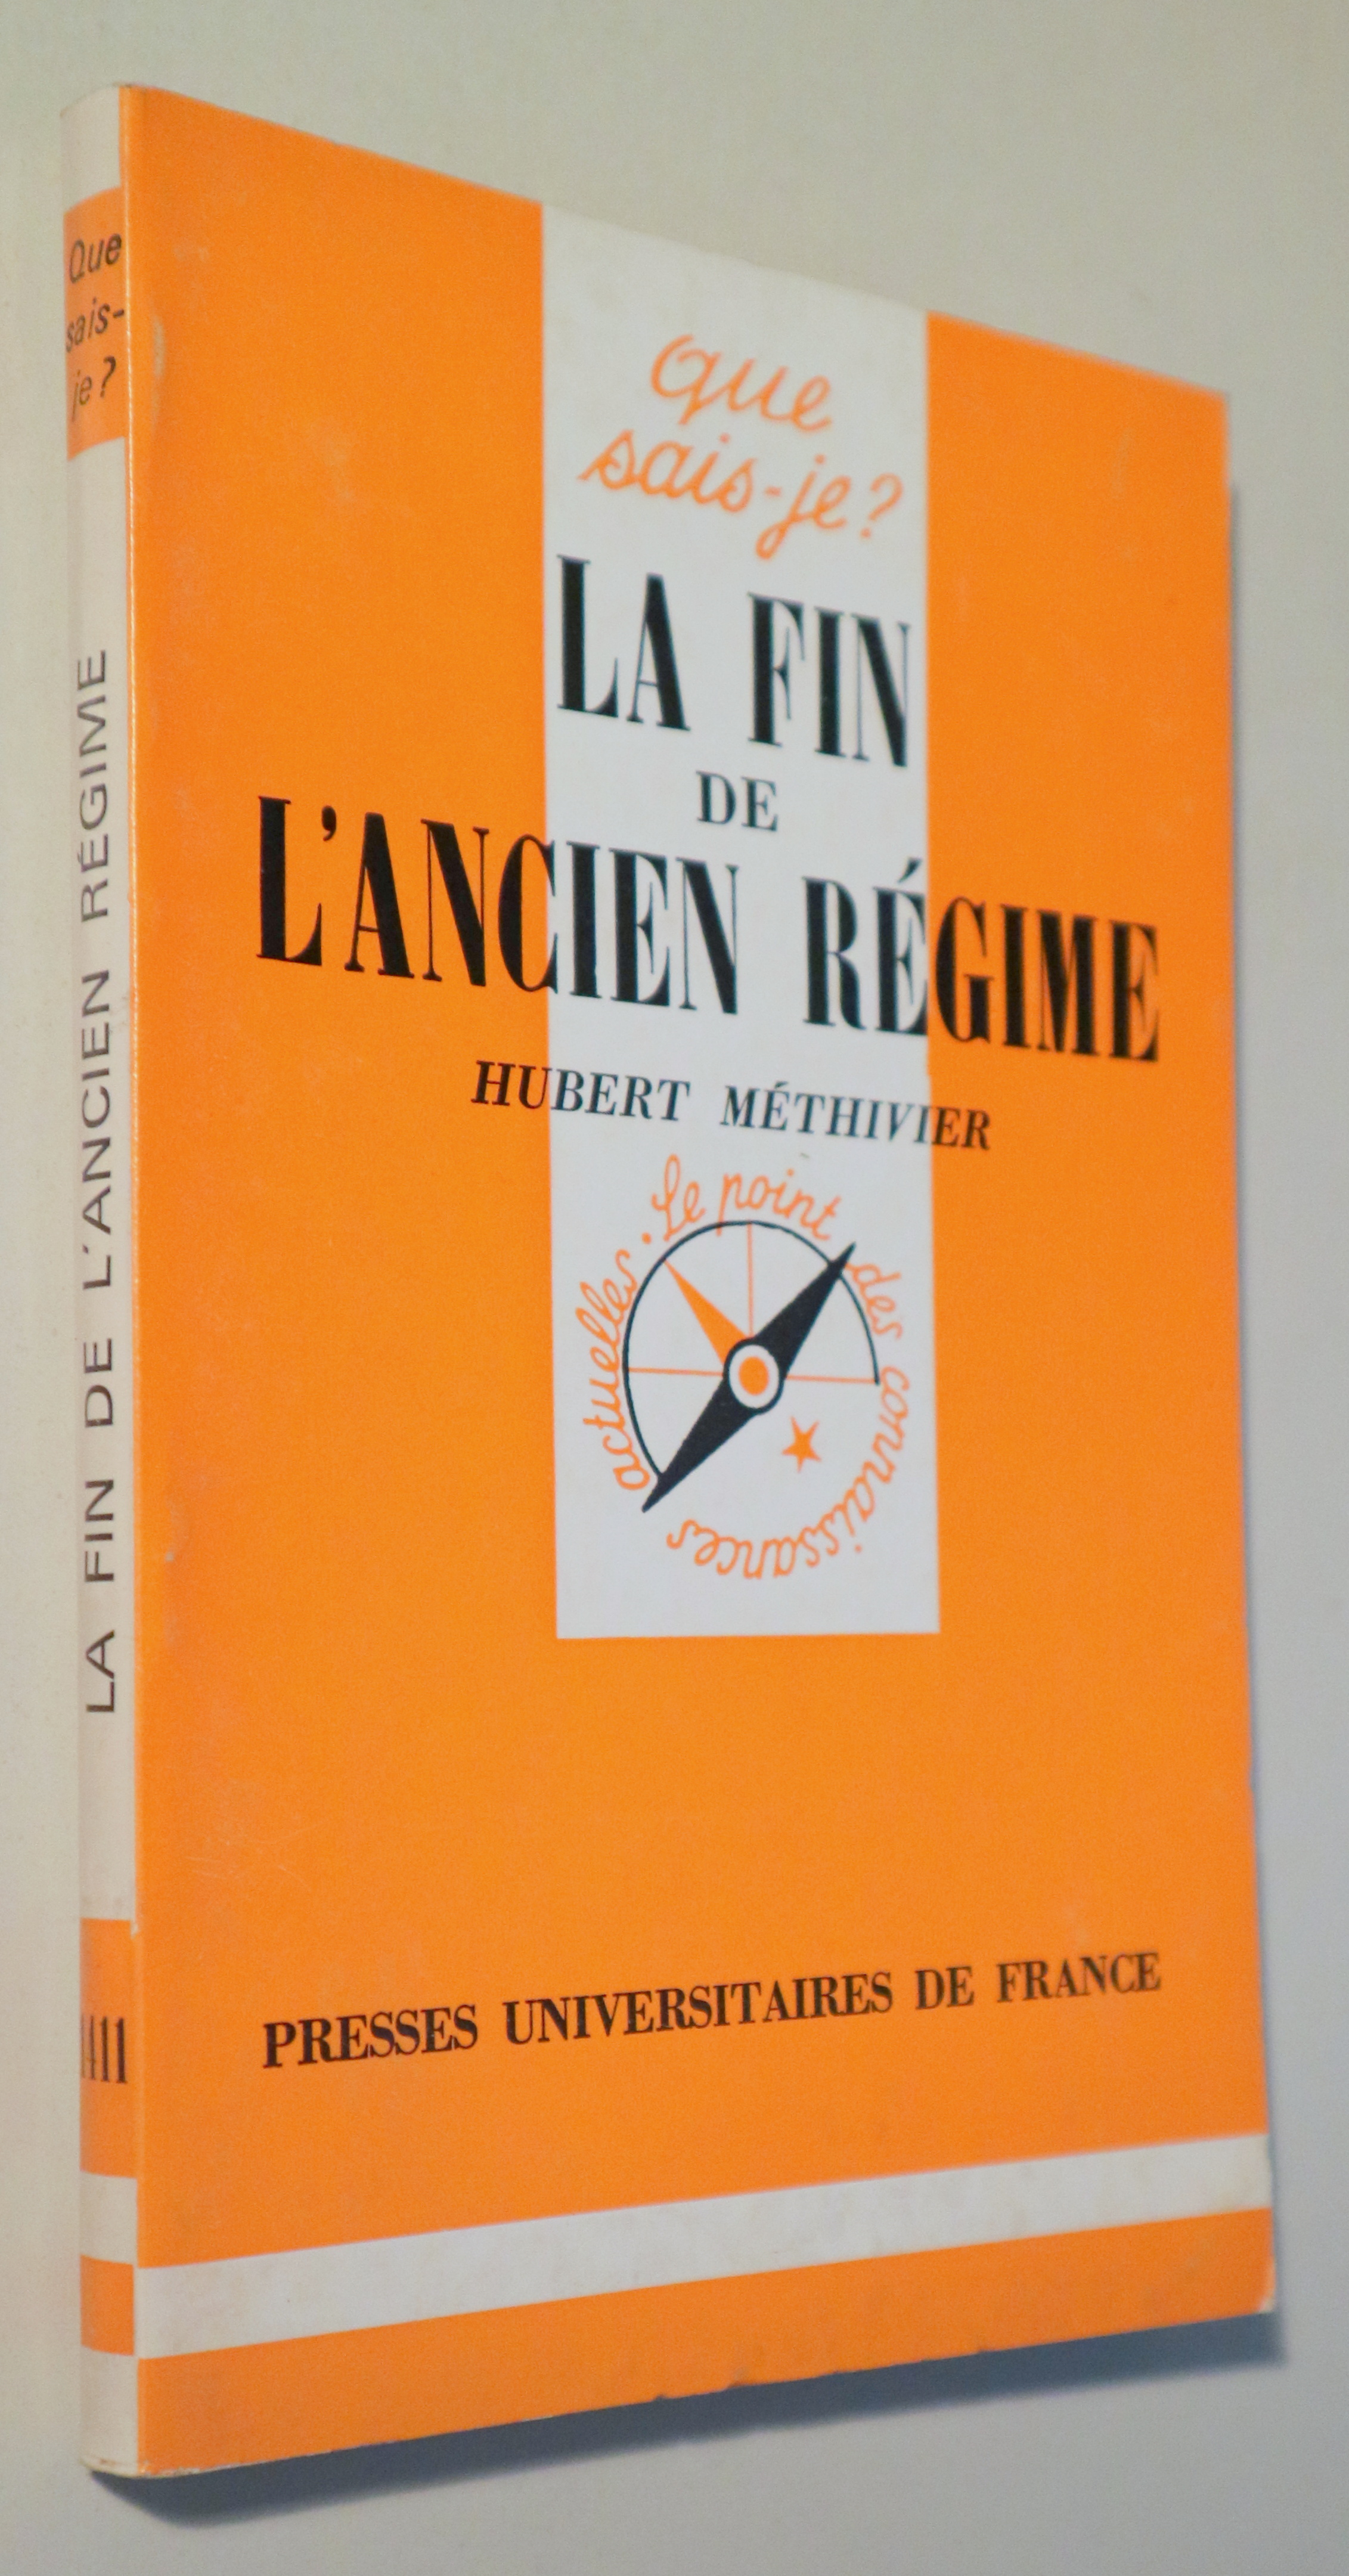 Que
sais-
je ?
LA FIN DE L'ANCIEN RÉGIME
1411
que
sais-je ?
LA FIN
DE
L'ANCIEN RÉGIME
HUBERT MÉTHIVIER
le point des connaissances actuelles.
PRESSES UNIVERSITAIRES DE FRANCE